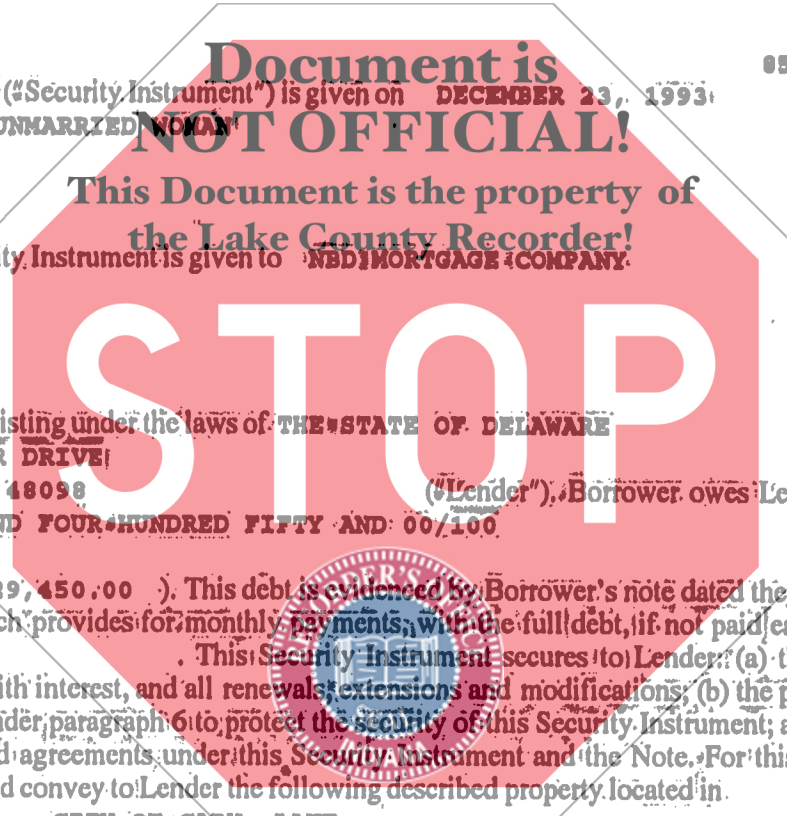 Document is
("Security Instrument") is given on DECEMBER 23, 1993
UNMARRIED WOMAN
NOT OFFICIAL!
This Document is the property of
the Lake County Recorder!
Instrument is given to NBD MORTGAGE COMPANY
STOP
under the laws of THE STATE OF DELAWARE
DRIVE
48098 ("Lender"). Borrower owes
FOUR HUNDRED FIFTY AND 00/100
9,450.00 ). This debt is evidenced by Borrower's note dated the
provides for monthly payments, with the full debt, if not paid
This Security Instrument secures to Lender: (a)
interest, and all renewals, extensions and modifications; (b) the
paragraph 6 to protect the security of this Security Instrument;
agreements under this Security Instrument and the Note. For this
convey to Lender the following described property located in
INDIANA